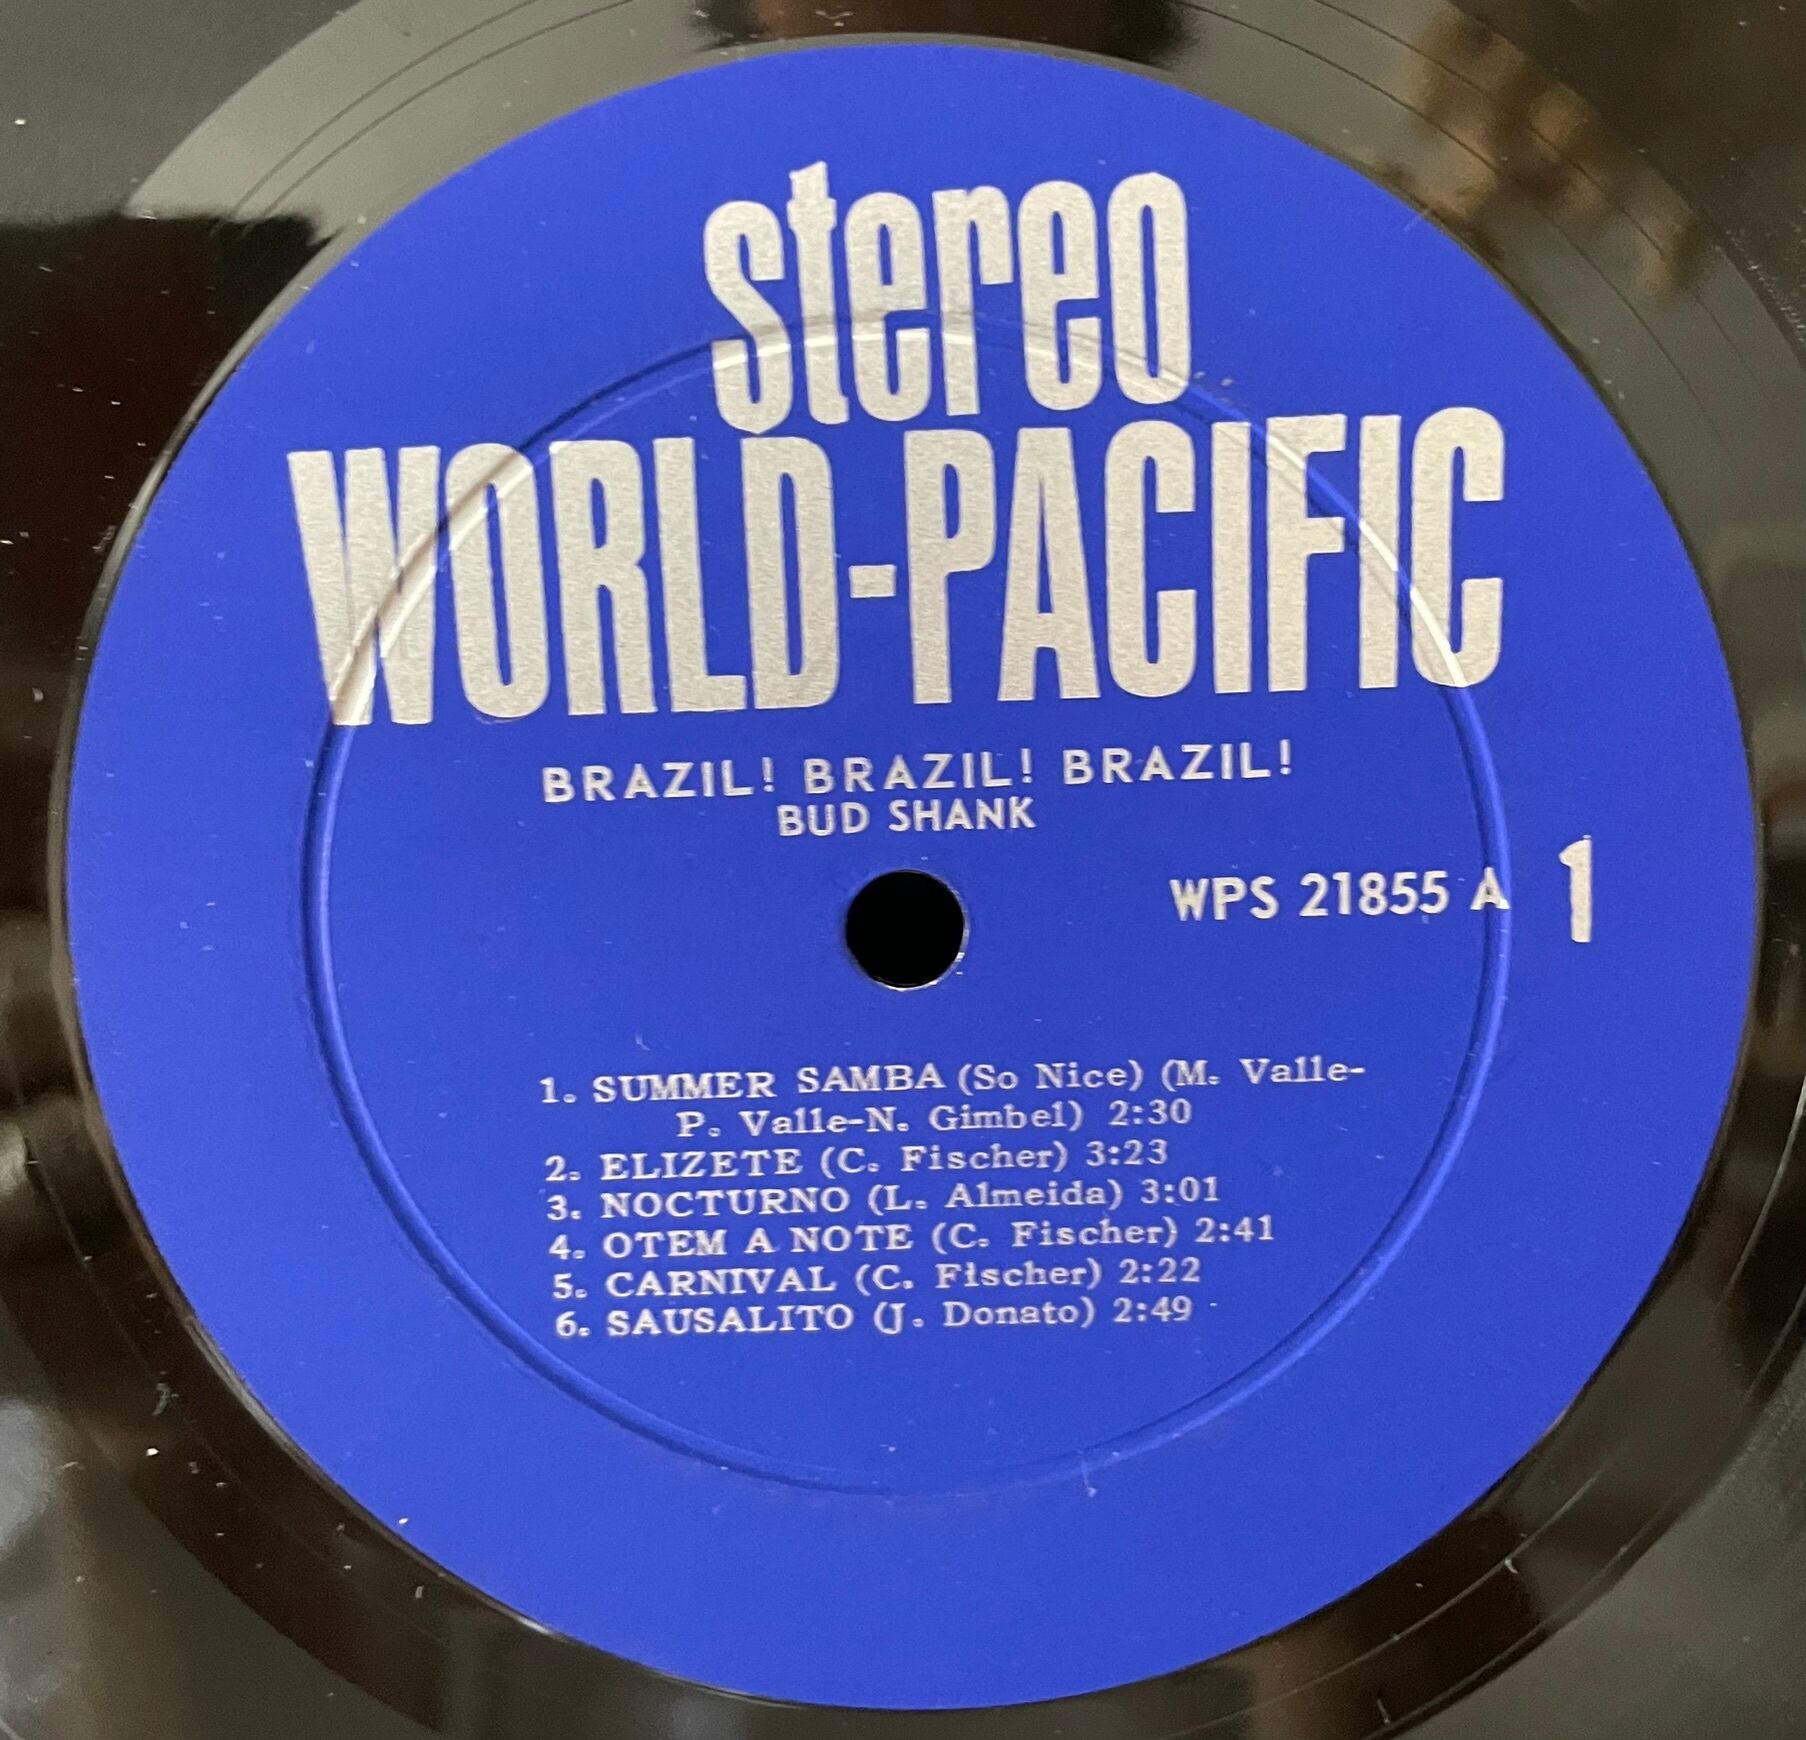 stereo
WORLD-PACIFIC
BRAZIL! BRAZIL! BRAZIL!
BUD SHANK
WPS 21855 A 1
1. SUMMER SAMBA (So Nice) (M. Valle-
P. Valle-N. Gimbel) 2:30
2. ELIZETE (C. Fischer) 3:23
3. NOCTURNO (L. Almeida) 3:01
4. OTEM A NOTE (C. Fischer) 2:41
5. CARNIVAL (C. Fischer) 2:22
6. SAUSALITO (J. Donato) 2:49